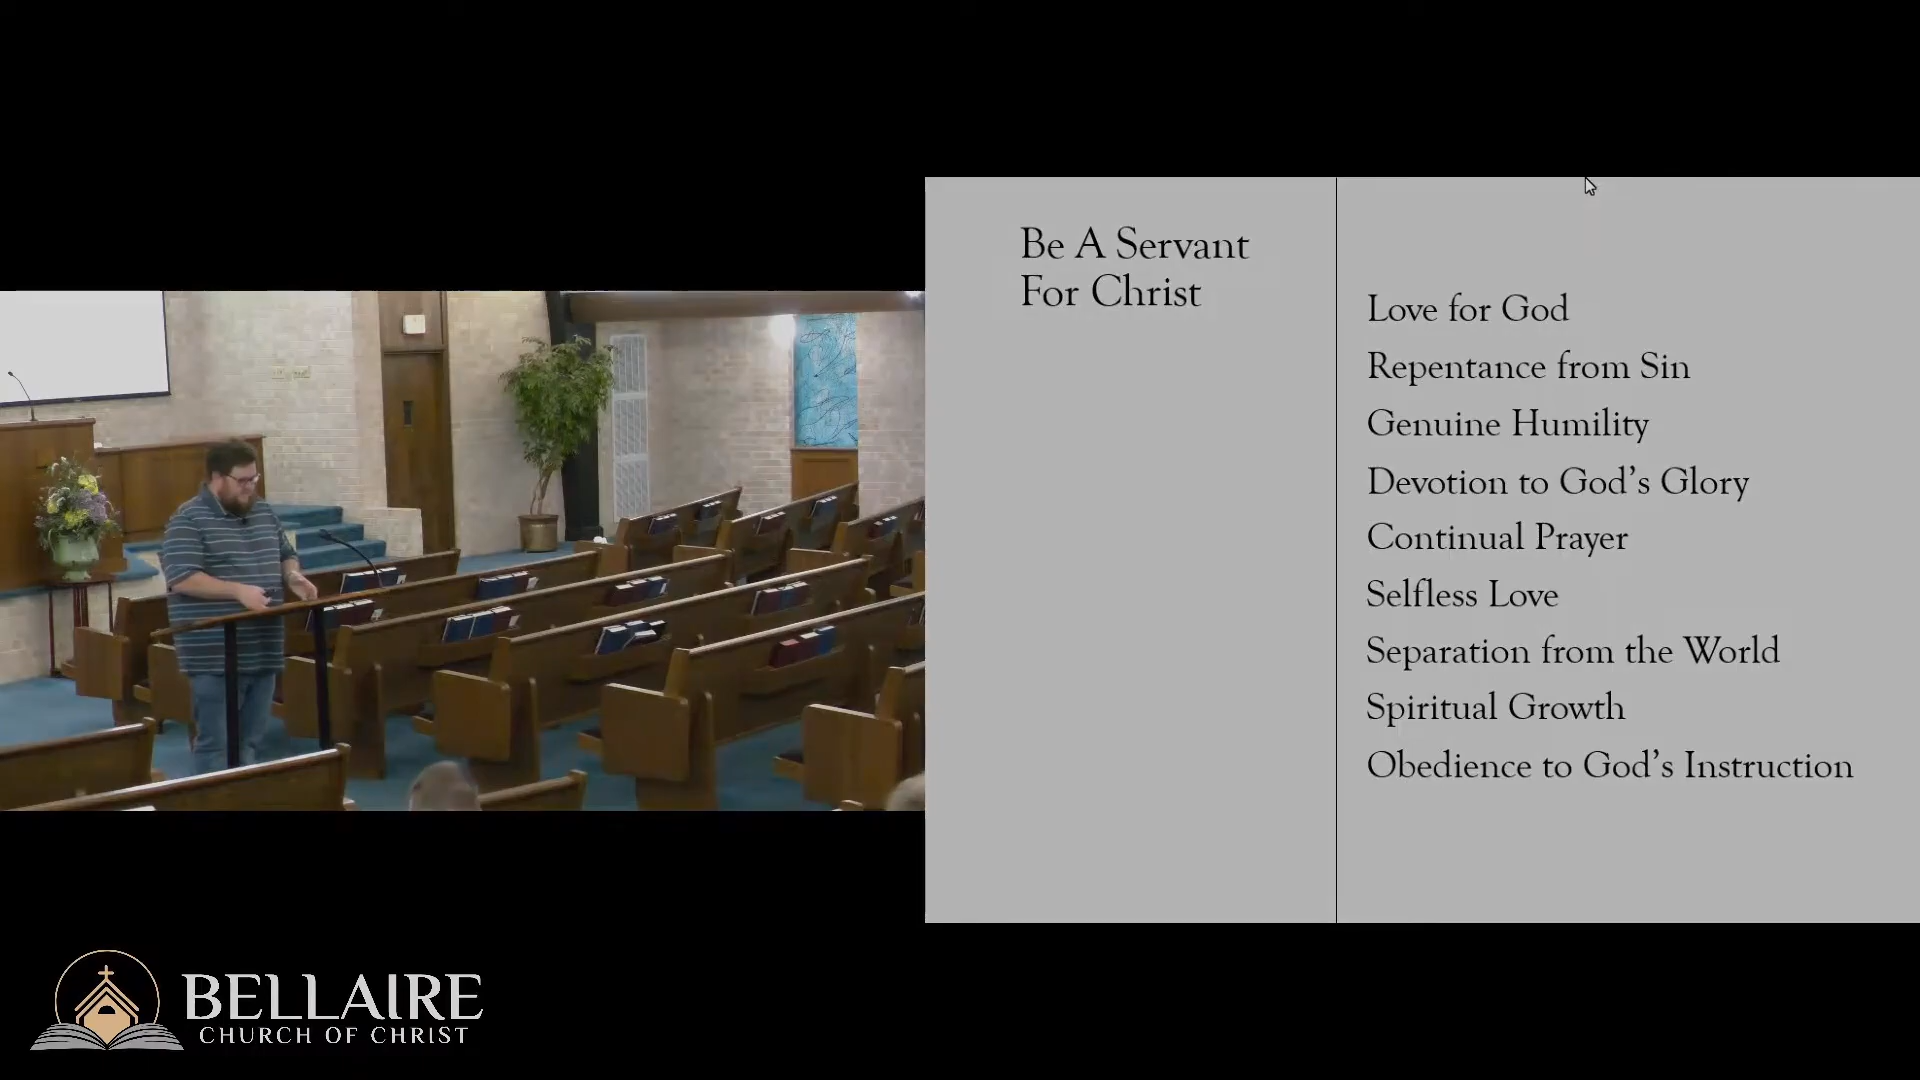 Be A Servant
For Christ
Love for God
Repentance from Sin
Genuine Humility
Devotion to God's Glory
Continual Prayer
Selfless Love
Separation from the World
Spiritual Growth
Obedience to God's Instruction
BELLAIRE
CHURCH OF CHRIST